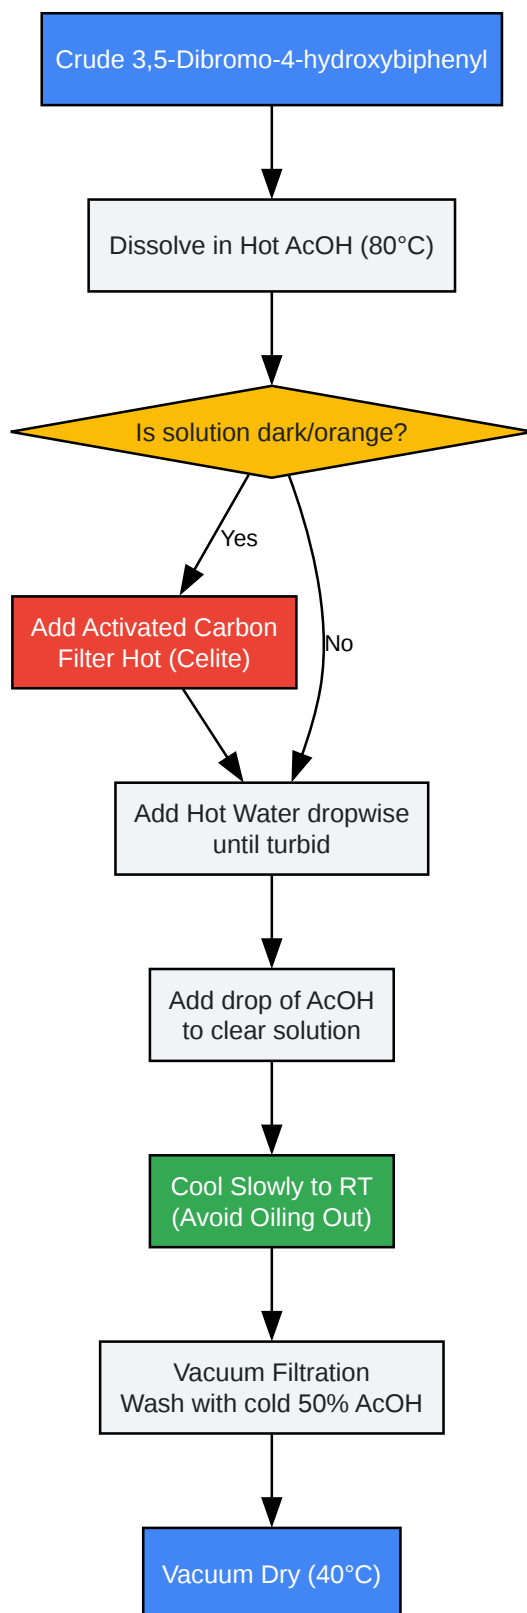 Crude 3,5-Dibromo-4-hydroxybiphenyl
Dissolve in Hot AcOH (80°C)
Is solution dark/orange?
Yes
Add Activated Carbon
Filter Hot (Celite)
No
Add Hot Water dropwise
until turbid
Add drop of AcOH
to clear solution
Cool Slowly to RT
(Avoid Oiling Out)
Vacuum Filtration
Wash with cold 50% AcOH
Vacuum Dry (40°C)